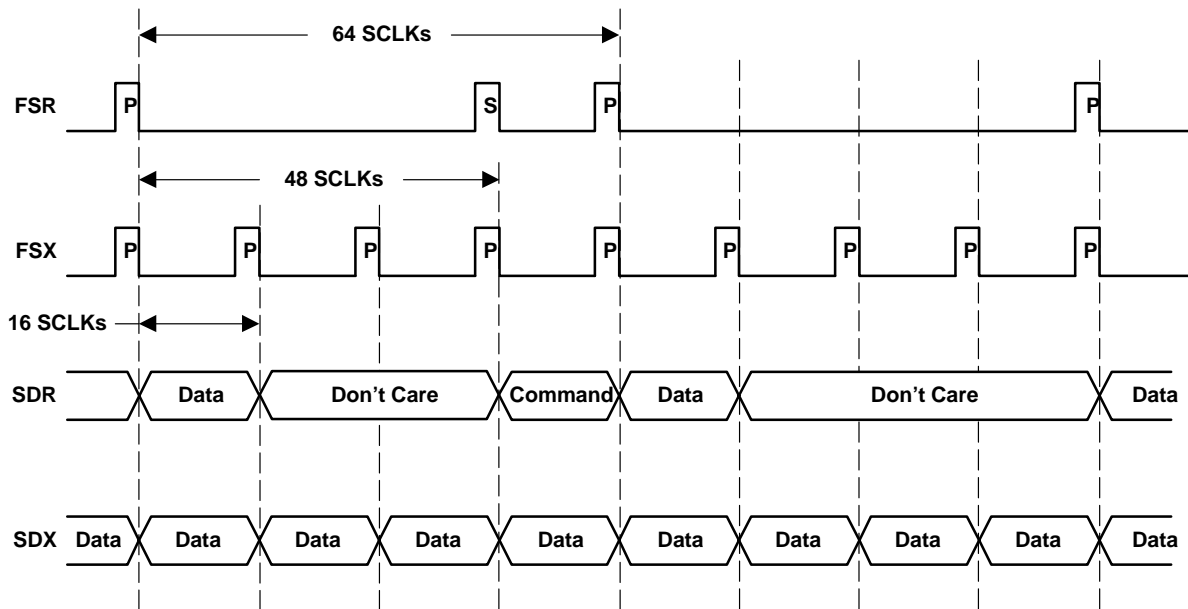 64 SCLKs
FSR P S P P
48 SCLKs
FSX P P P P P P P P P
16 SCLKs
SDR Data Don't Care Command Data Don't Care Data
SDX Data Data Data Data Data Data Data Data Data Data